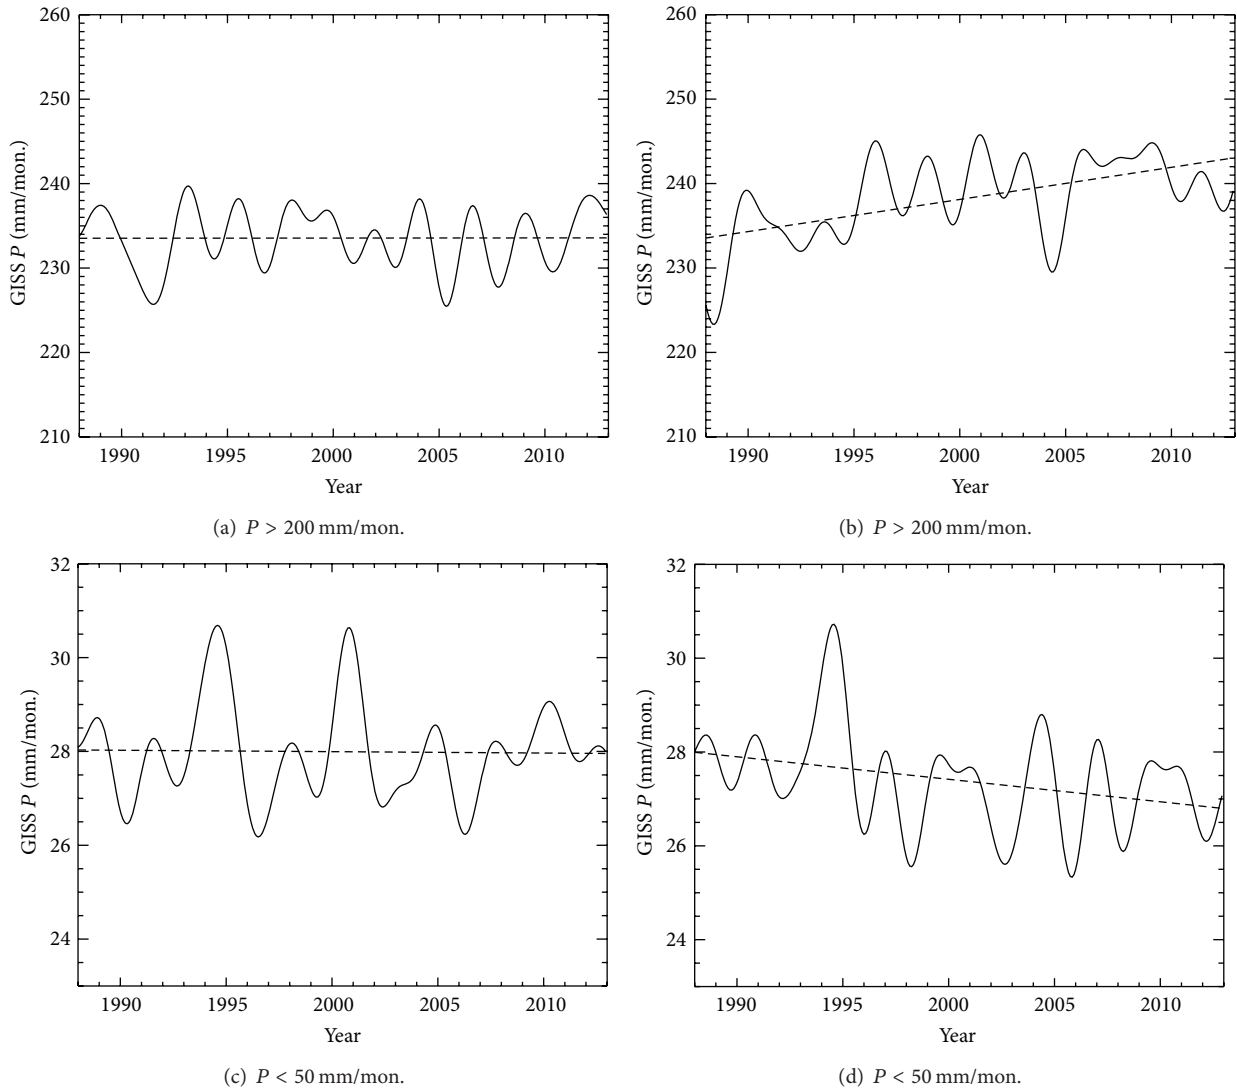 260
250
240
230
220
210
GISS P (mm/mon.)
1990 1995 2000 2005 2010
Year
(a) P > 200 mm/mon.
260
250
240
230
220
210
GISS P (mm/mon.)
1990 1995 2000 2005 2010
Year
(b) P > 200 mm/mon.
32
30
28
26
24
GISS P (mm/mon.)
1990 1995 2000 2005 2010
Year
(c) P < 50 mm/mon.
32
30
28
26
24
GISS P (mm/mon.)
1990 1995 2000 2005 2010
Year
(d) P < 50 mm/mon.